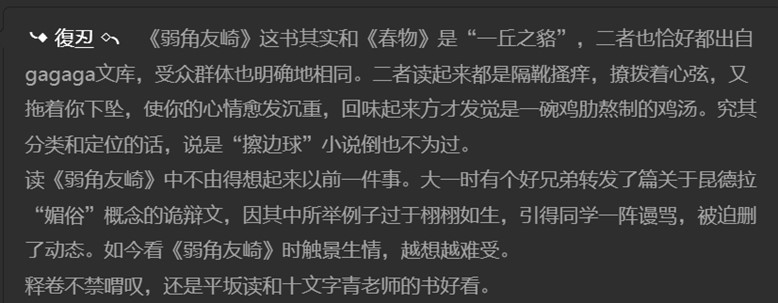 復刃 《弱角友崎》这书其实和《春物》是“一丘之貉”，二者也恰好都出自
gagaga文库，受众群体也明确地相同。二者读起来都是隔靴搔痒，撩拨着心弦，又
拖着你下坠，使你的心情愈发沉重，回味起来方才发觉是一碗鸡肋熬制的鸡汤。究其
分类和定位的话，说是“擦边球”小说倒也不为过。
读《弱角友崎》中不由得想起来以前一件事。大一时有个好兄弟转发了篇关于昆德拉
“媚俗”概念的诡辩文，因其中所举例子过于栩栩如生，引得同学一阵谩骂，被迫删
了动态。如今看《弱角友崎》时触景生情，越想越难受。
释卷不禁喟叹，还是平坂读和十文字青老师的书好看。